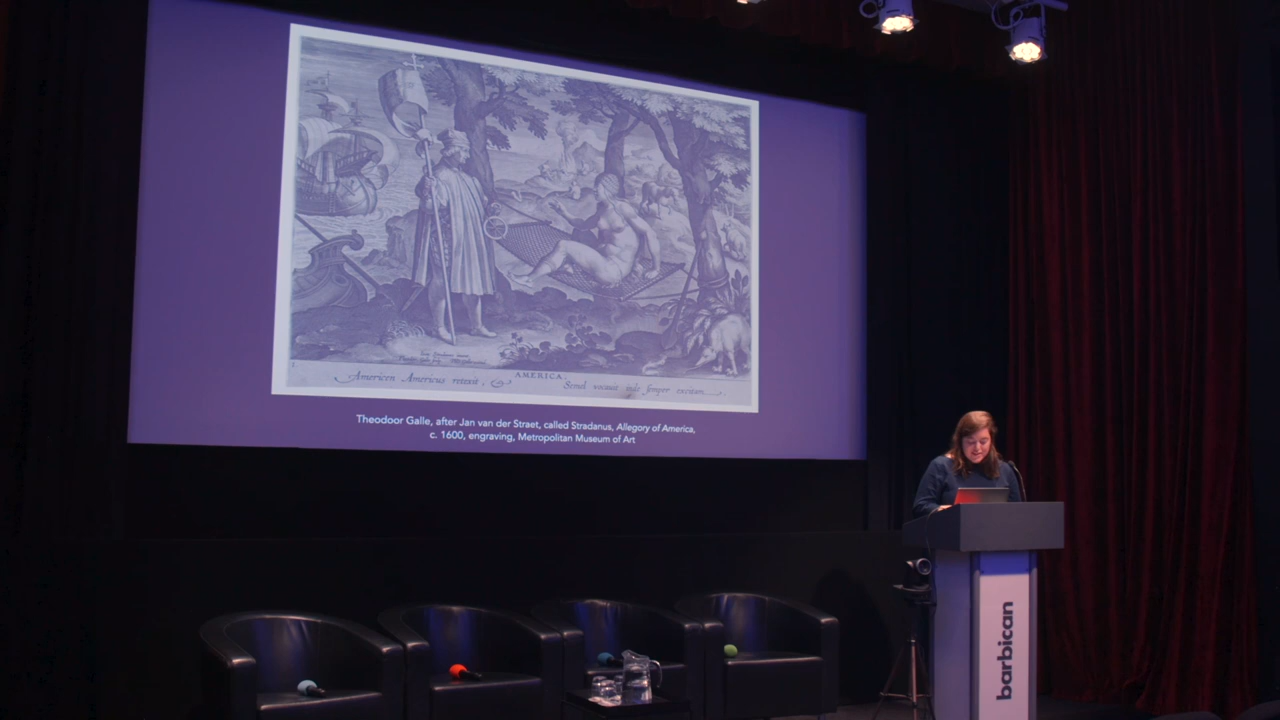 AMERICA.
Americen Americus retexit, Semel vocauit inde semper excitam
Theodoor Galle, after Jan van der Straet, called Stradanus, Allegory of America,
c. 1600, engraving, Metropolitan Museum of Art
barbican